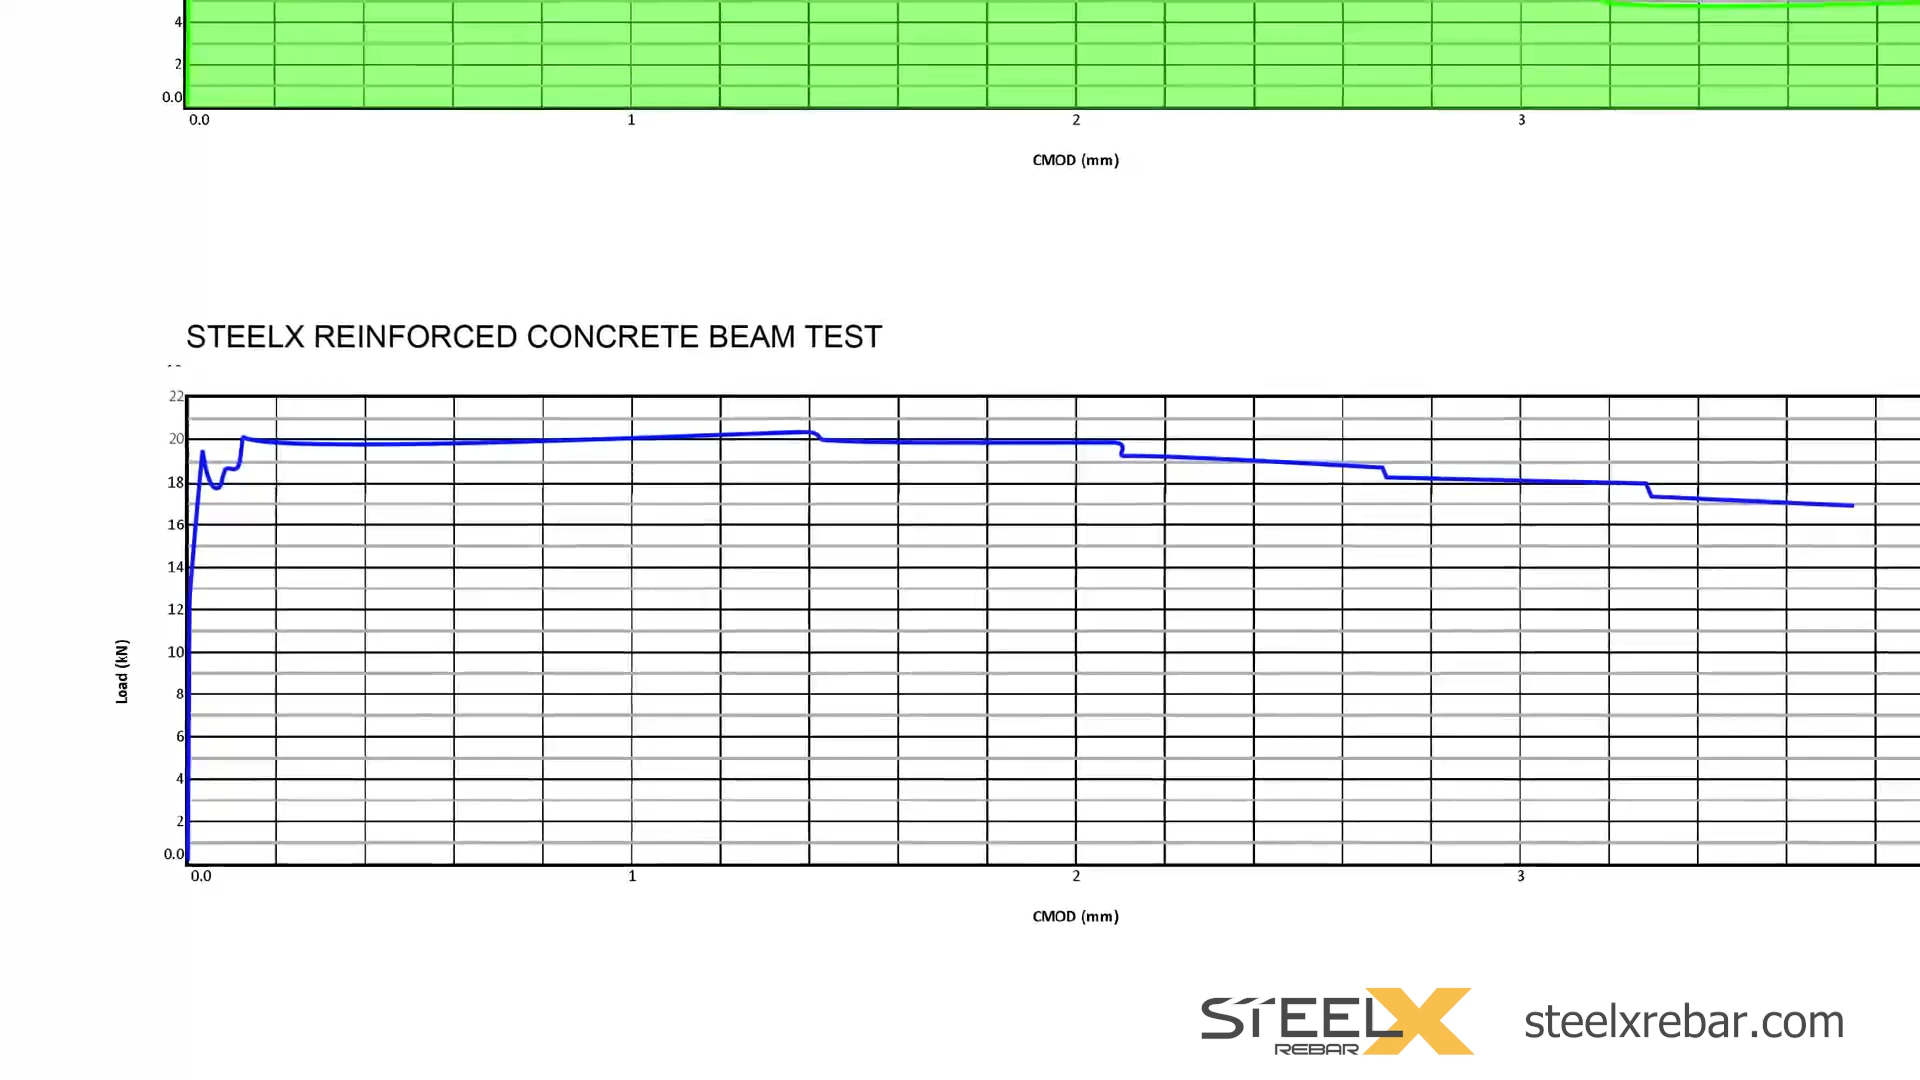 4
2
0.0
0.0 1 2 3
CMOD (mm)
STEELX REINFORCED CONCRETE BEAM TEST
22
20
18
16
14
12
10
8
6
4
2
0.0
Load (kN)
0.0 1 2 3
CMOD (mm)
STEELX
REBAR
steelxrebar.com